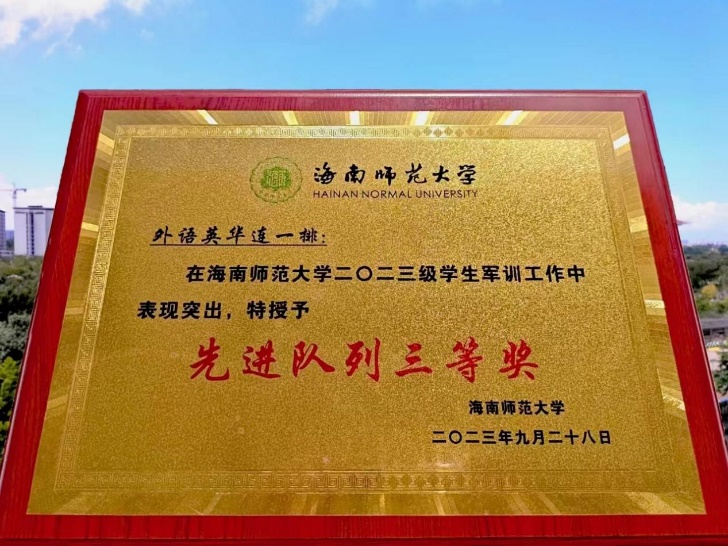 海南师范大学
HAINAN NORMAL UNIVERSITY
外语英华连一排：
在海南师范大学二〇二三级学生军训工作中
表现突出，特授予
先进队列三等奖
海南师范大学
二〇二三年九月二十八日